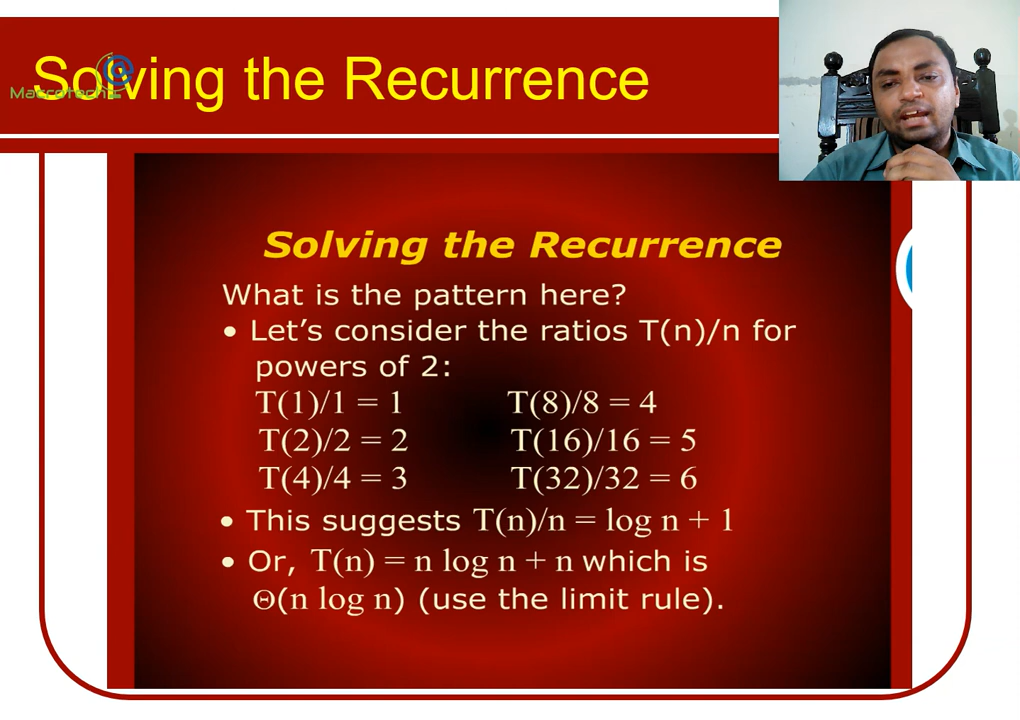 Solving the Recurrence
Solving the Recurrence
What is the pattern here?
• Let’s consider the ratios T(n)/n for
powers of 2:
T(1)/1 = 1 T(8)/8 = 4
T(2)/2 = 2 T(16)/16 = 5
T(4)/4 = 3 T(32)/32 = 6
• This suggests T(n)/n = log n + 1
• Or, T(n) = n log n + n which is
Θ(n log n) (use the limit rule).